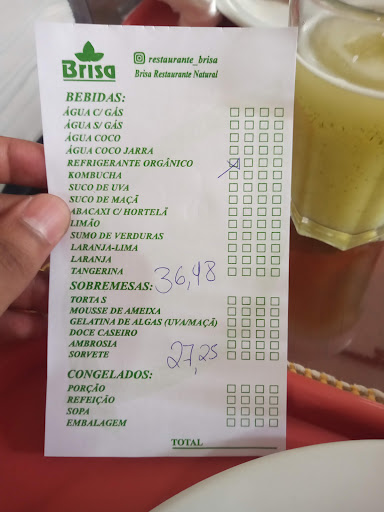 Brisa
restaurante_brisa
Brisa Restaurante Natural
BEBIDAS:
ÁGUA C/ GÁS
ÁGUA S/ GÁS
ÁGUA COCO
ÁGUA COCO JARRA
REFRIGERANTE ORGÂNICO
KOMBUCHA
SUCO DE UVA
SUCO DE MAÇÃ
ABACAXI C/ HORTELÃ
LIMÃO
SUMO DE VERDURAS
LARANJA-LIMA
LARANJA
TANGERINA
36,48
SOBREMESAS:
TORTAS
MOUSSE DE AMEIXA
GELATINA DE ALGAS (UVA/MAÇÃ)
DOCE CASEIRO
AMBROSIA
SORVETE
27,25
CONGELADOS:
PORÇÃO
REFEIÇÃO
SOPA
EMBALAGEM
TOTAL